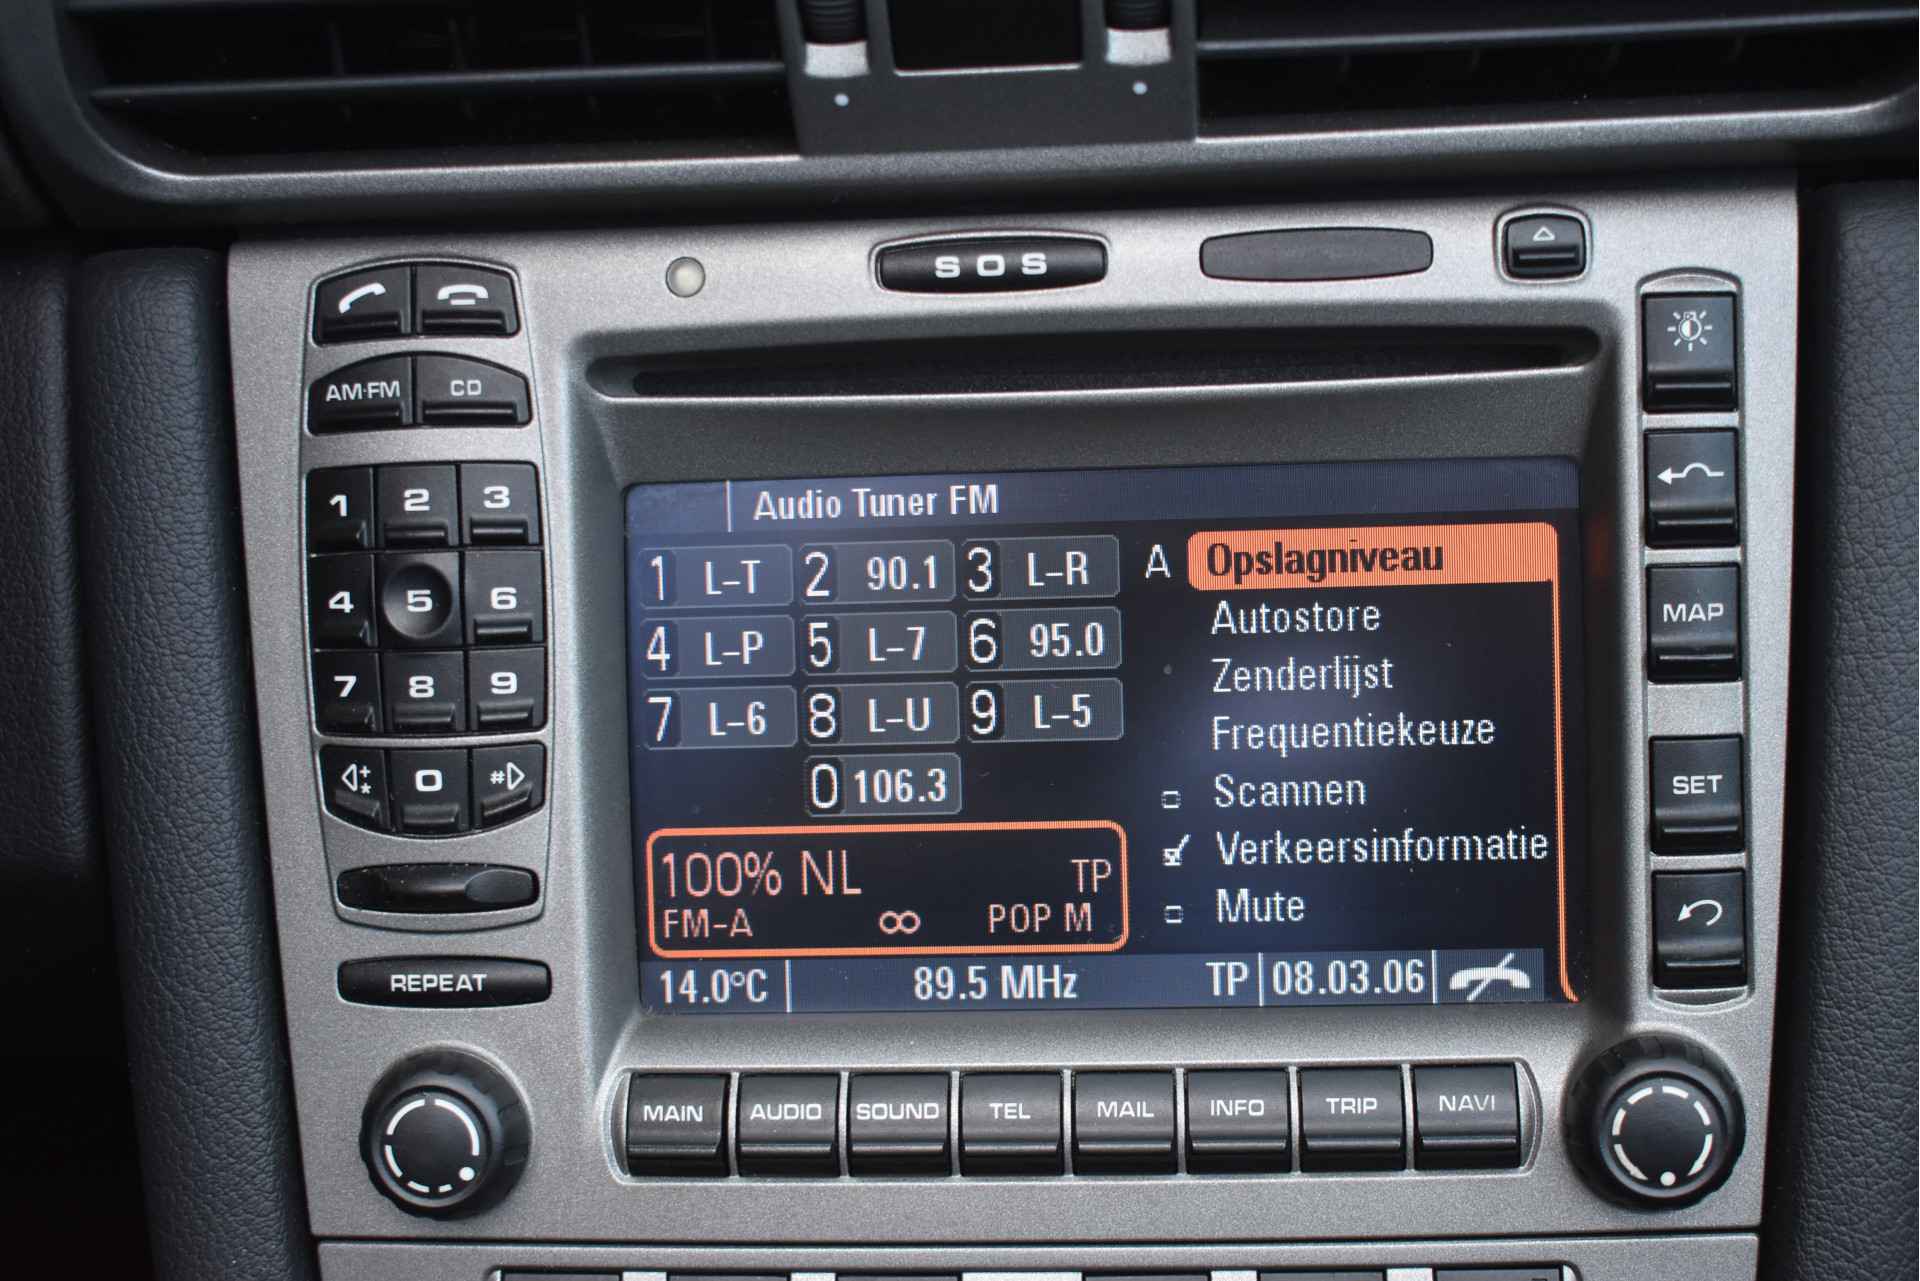 SOS
AM·FM CD
1 2 3
4 5 6
7 8 9
+
* 0 #
REPEAT
Audio Tuner FM
1 L-T 2 90.1 3 L-R
4 L-P 5 L-7 6 95.0
7 L-6 8 L-U 9 L-5
0 106.3
A Opslagniveau
Autostore
Zenderlijst
Frequentiekeuze
Scannen
Verkeersinformatie
Mute
100% NL TP
FM-A ∞ POP M
14.0°C 89.5 MHz TP 08.03.06
MAP
SET
MAIN AUDIO SOUND TEL MAIL INFO TRIP NAVI